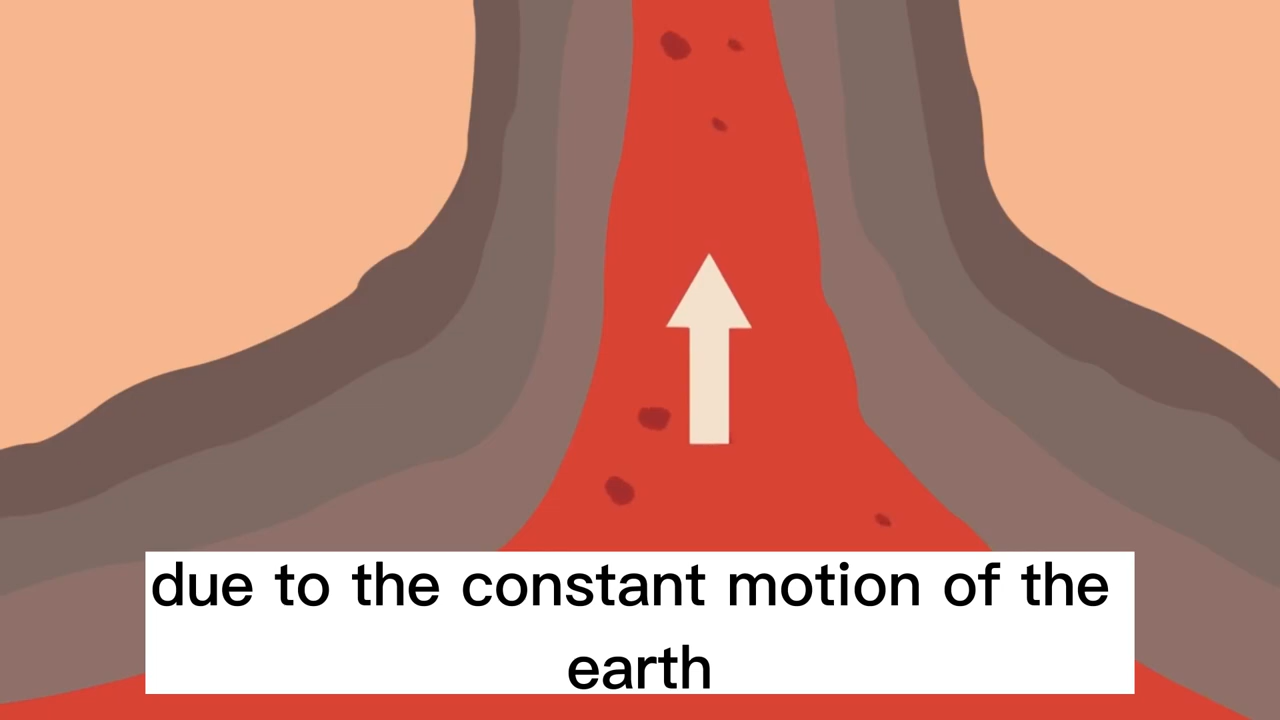 due to the constant motion of the
earth